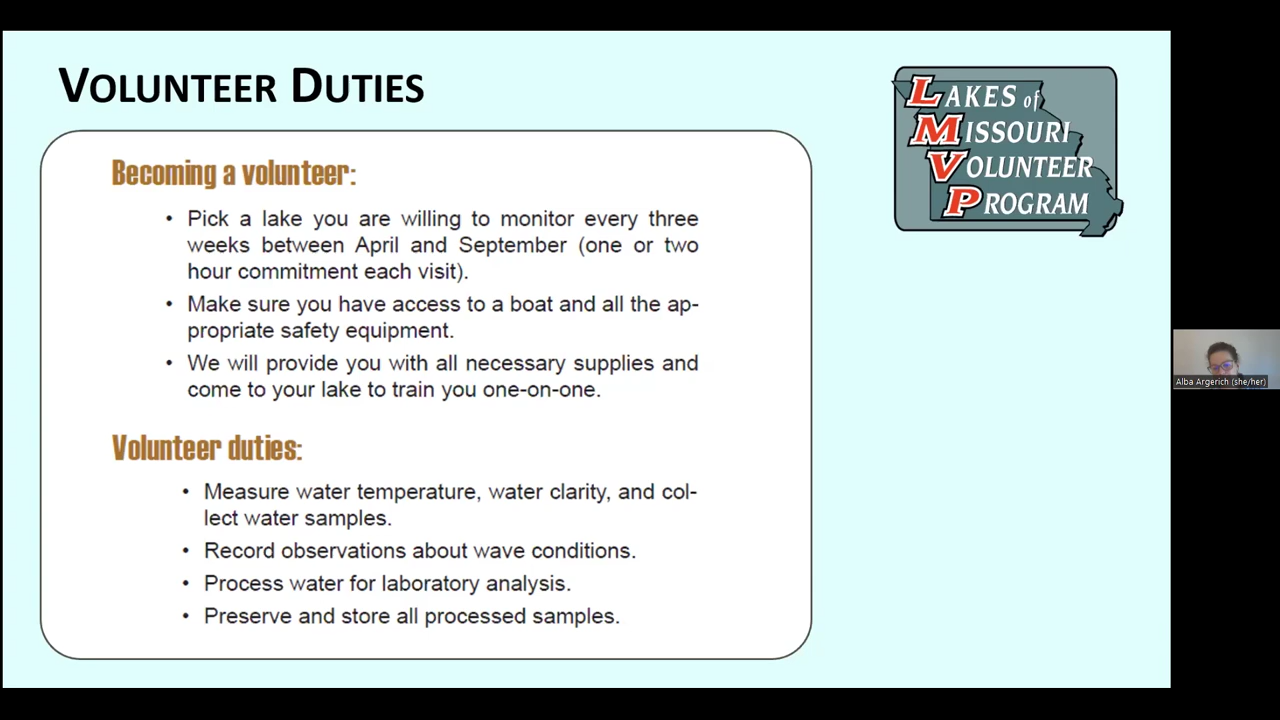 VOLUNTEER DUTIES
LAKES of
MISSOURI
VOLUNTEER
PROGRAM
Becoming a volunteer:
• Pick a lake you are willing to monitor every three
weeks between April and September (one or two
hour commitment each visit).
• Make sure you have access to a boat and all the ap-
propriate safety equipment.
• We will provide you with all necessary supplies and
come to your lake to train you one-on-one.
Volunteer duties:
• Measure water temperature, water clarity, and col-
lect water samples.
• Record observations about wave conditions.
• Process water for laboratory analysis.
• Preserve and store all processed samples.
Alba Argerich (she/her)